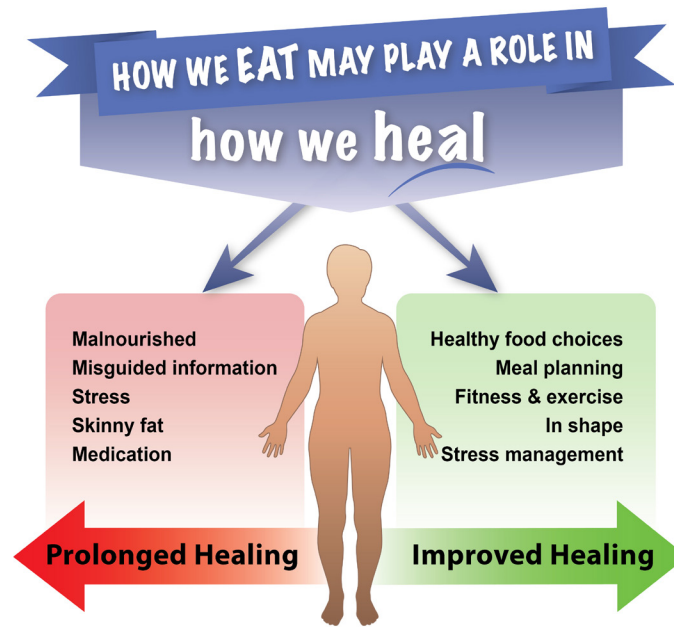 HOW WE EAT MAY PLAY A ROLE IN
how we heal
Malnourished
Misguided information
Stress
Skinny fat
Medication
Prolonged Healing
Healthy food choices
Meal planning
Fitness & exercise
In shape
Stress management
Improved Healing